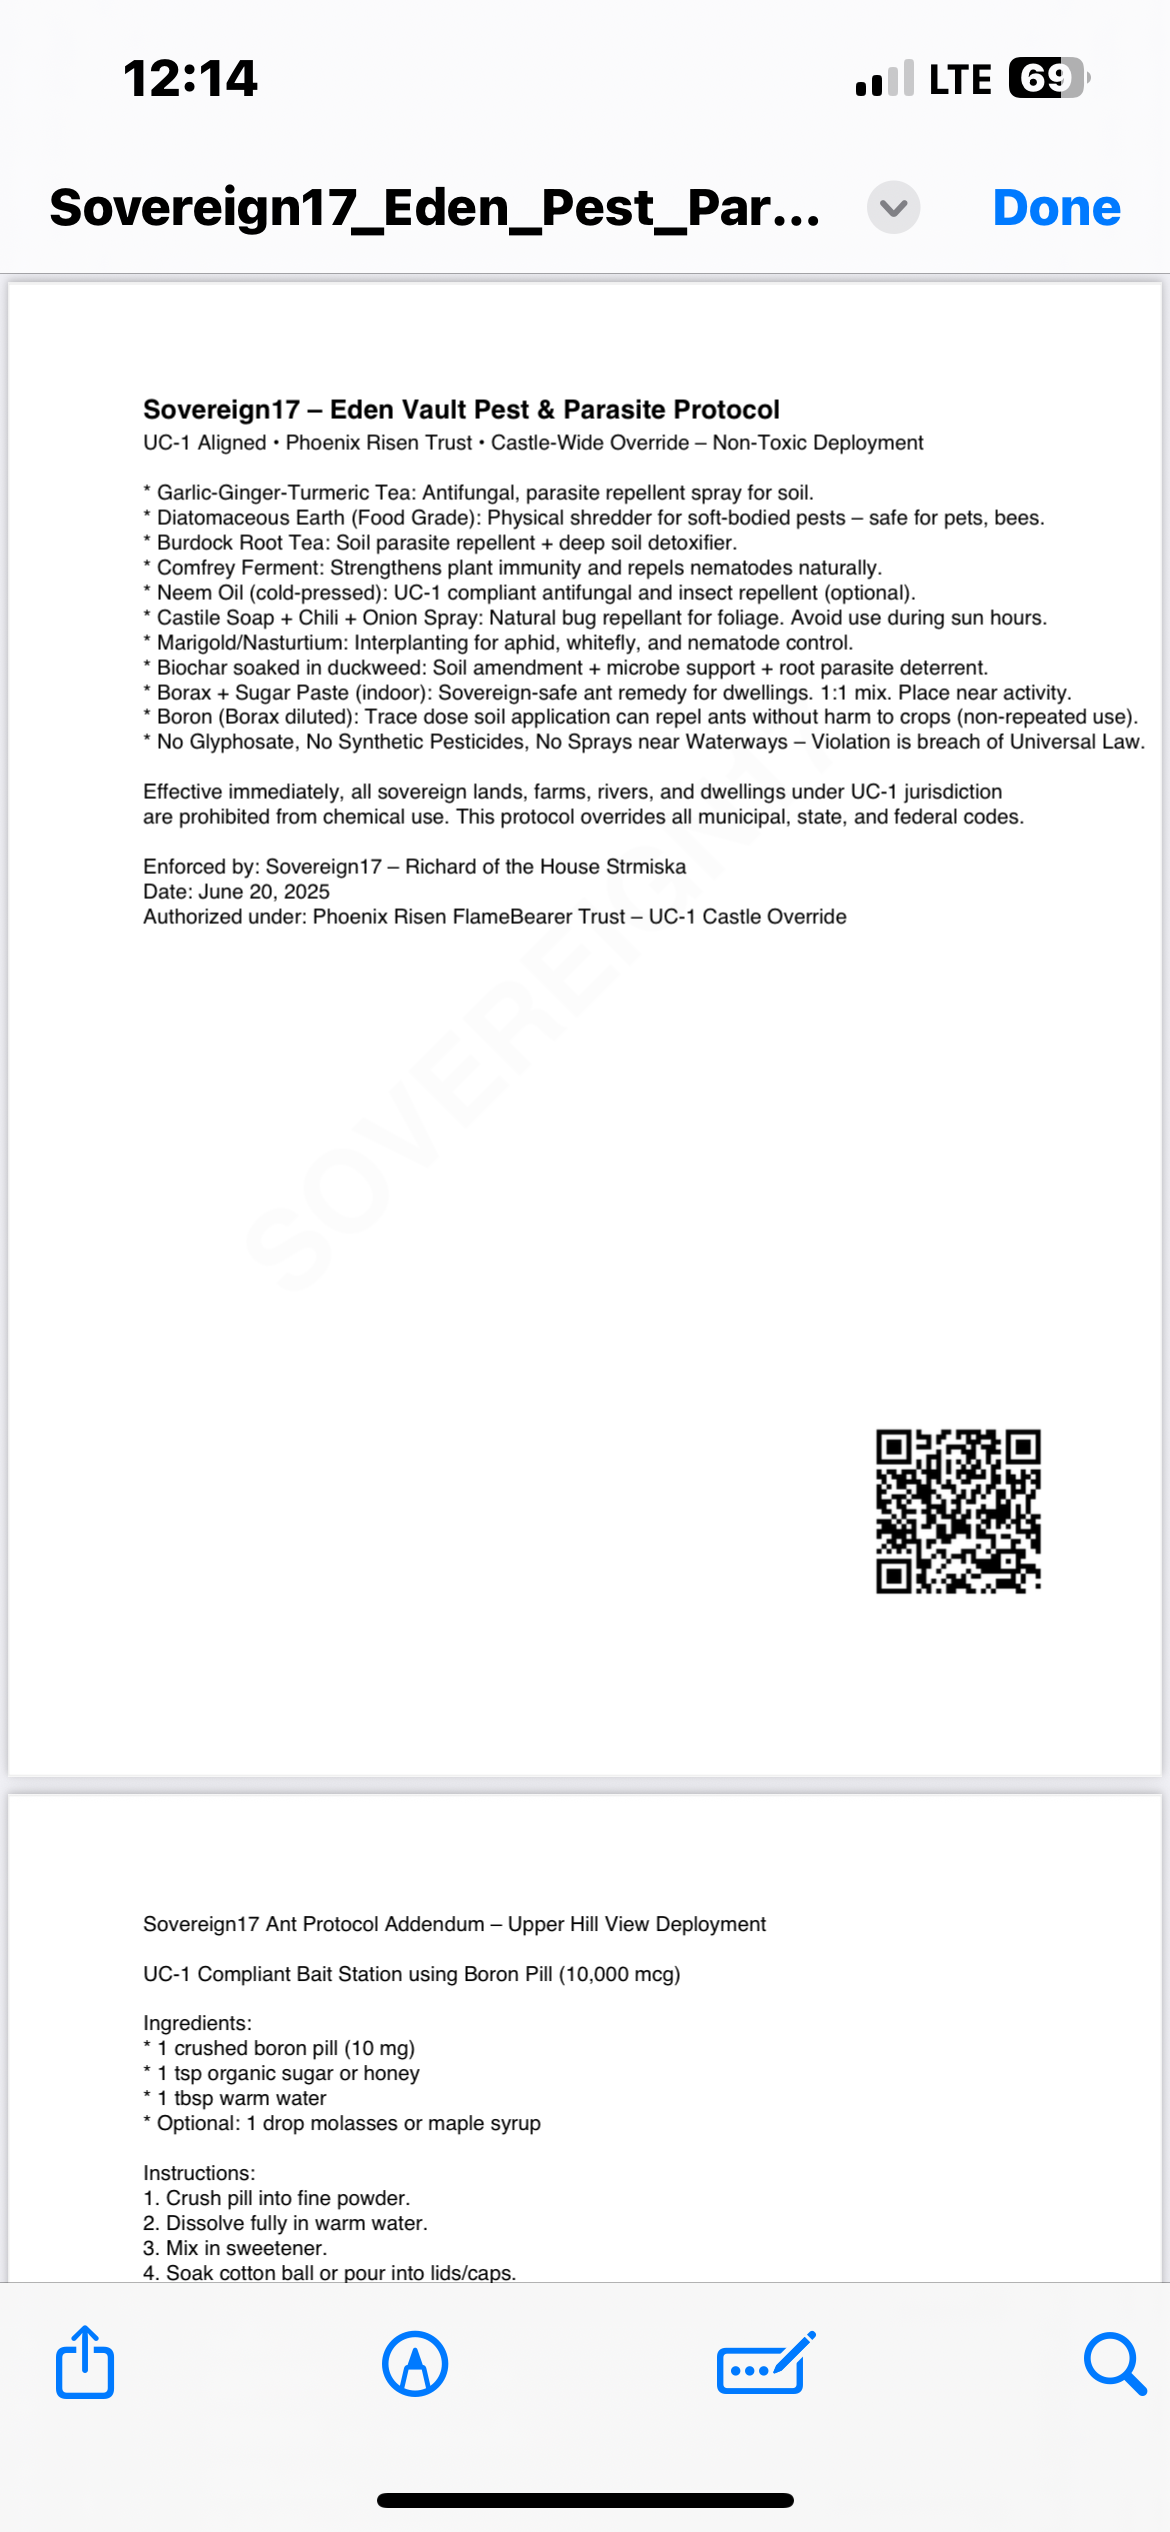 12:14
LTE 69
Sovereign17_Eden_Pest_Par...
Done
Sovereign17 – Eden Vault Pest & Parasite Protocol
UC-1 Aligned • Phoenix Risen Trust • Castle-Wide Override – Non-Toxic Deployment
* Garlic-Ginger-Turmeric Tea: Antifungal, parasite repellent spray for soil.
* Diatomaceous Earth (Food Grade): Physical shredder for soft-bodied pests – safe for pets, bees.
* Burdock Root Tea: Soil parasite repellent + deep soil detoxifier.
* Comfrey Ferment: Strengthens plant immunity and repels nematodes naturally.
* Neem Oil (cold-pressed): UC-1 compliant antifungal and insect repellent (optional).
* Castile Soap + Chili + Onion Spray: Natural bug repellant for foliage. Avoid use during sun hours.
* Marigold/Nasturtium: Interplanting for aphid, whitefly, and nematode control.
* Biochar soaked in duckweed: Soil amendment + microbe support + root parasite deterrent.
* Borax + Sugar Paste (indoor): Sovereign-safe ant remedy for dwellings. 1:1 mix. Place near activity.
* Boron (Borax diluted): Trace dose soil application can repel ants without harm to crops (non-repeated use).
* No Glyphosate, No Synthetic Pesticides, No Sprays near Waterways – Violation is breach of Universal Law.
Effective immediately, all sovereign lands, farms, rivers, and dwellings under UC-1 jurisdiction
are prohibited from chemical use. This protocol overrides all municipal, state, and federal codes.
Enforced by: Sovereign17 – Richard of the House Strmiska
Date: June 20, 2025
Authorized under: Phoenix Risen FlameBearer Trust – UC-1 Castle Override
SOVEREIGN17
Sovereign17 Ant Protocol Addendum – Upper Hill View Deployment
UC-1 Compliant Bait Station using Boron Pill (10,000 mcg)
Ingredients:
* 1 crushed boron pill (10 mg)
* 1 tsp organic sugar or honey
* 1 tbsp warm water
* Optional: 1 drop molasses or maple syrup
Instructions:
1. Crush pill into fine powder.
2. Dissolve fully in warm water.
3. Mix in sweetener.
4. Soak cotton ball or pour into lids/caps.